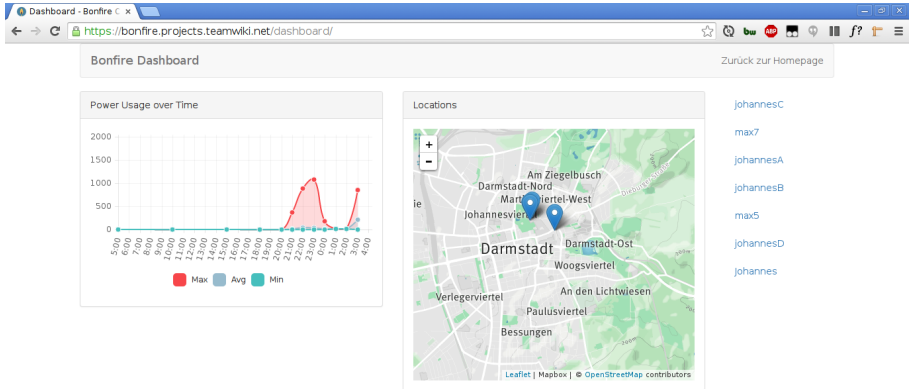 Dashboard - Bonfire C
https://bonfire.projects.teamwiki.net/dashboard/
bw
ABP
f?
Bonfire Dashboard
Zurück zur Homepage
Power Usage over Time
2000
1500
1000
500
0
5:00 6:00 7:00 8:00 9:00 10:00 11:00 12:00 13:00 14:00 15:00 16:00 17:00 18:00 19:00 20:00 21:00 22:00 23:00 0:00 1:00 2:00 3:00 4:00
Max Avg Min
Locations
+
-
Am Ziegelbusch
Darmstadt-Nord
ie
Johannesvier
Darmstadt
Darmstadt-Ost
Woogsviertel
Verlegerviertel
An den Lichtwiesen
Paulusviertel
Bessungen
Leaflet | Mapbox | © OpenStreetMap contributors
johannesC
max7
johannesA
johannesB
max5
johannesD
johannes